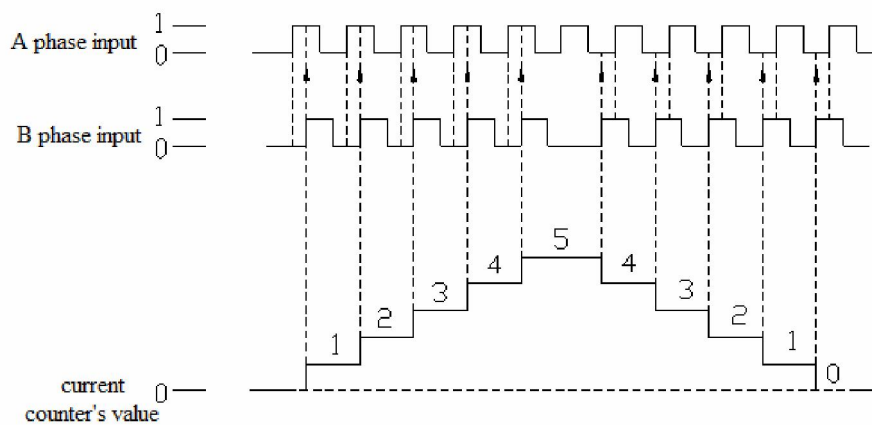 1
A phase input
0
1
B phase input
0
5
4 4
3 3
2 2
1 1
0
current 0
counter's value